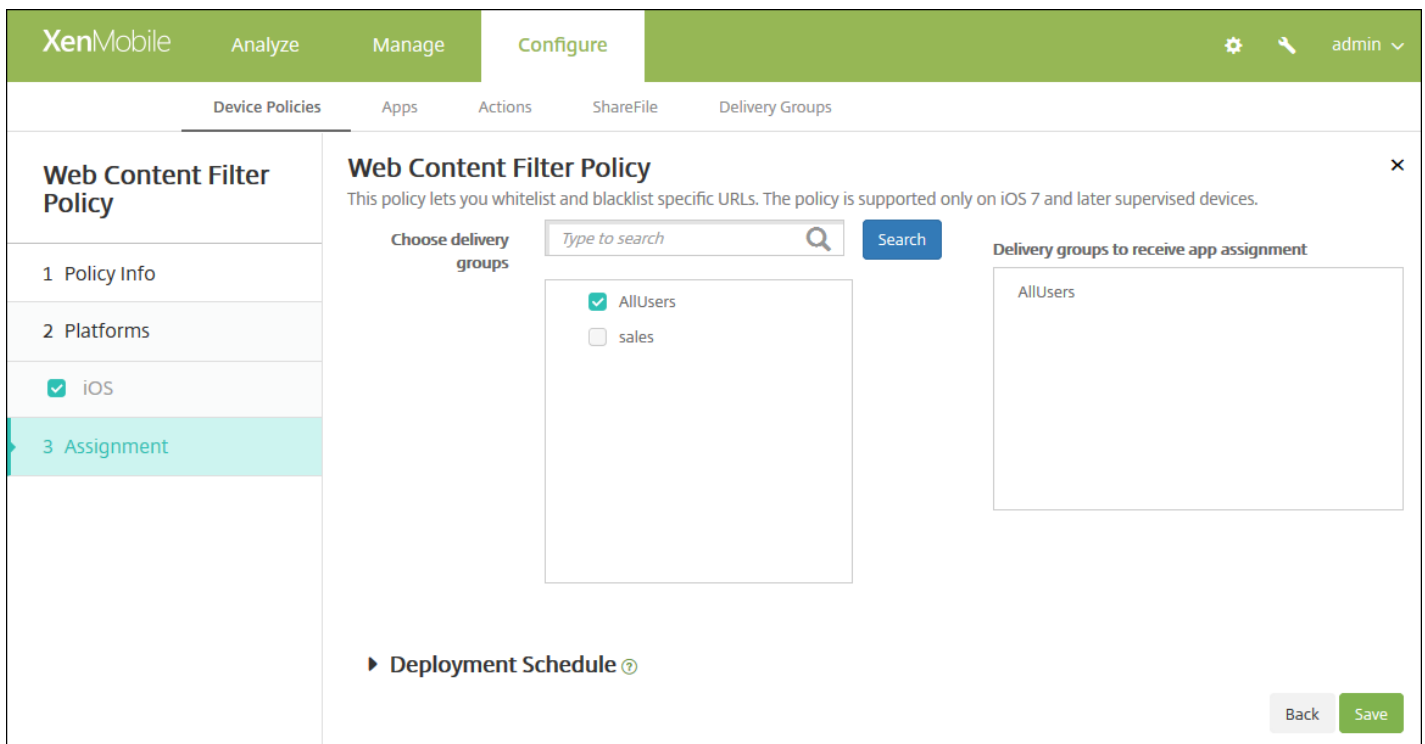 XenMobile Analyze Manage Configure admin
Device Policies Apps Actions ShareFile Delivery Groups
Web Content Filter
Policy
1 Policy Info
2 Platforms
iOS
3 Assignment
Web Content Filter Policy
This policy lets you whitelist and blacklist specific URLs. The policy is supported only on iOS 7 and later supervised devices.
Choose delivery
groups
Type to search
Search
AllUsers
sales
Delivery groups to receive app assignment
AllUsers
Deployment Schedule ?
Back Save